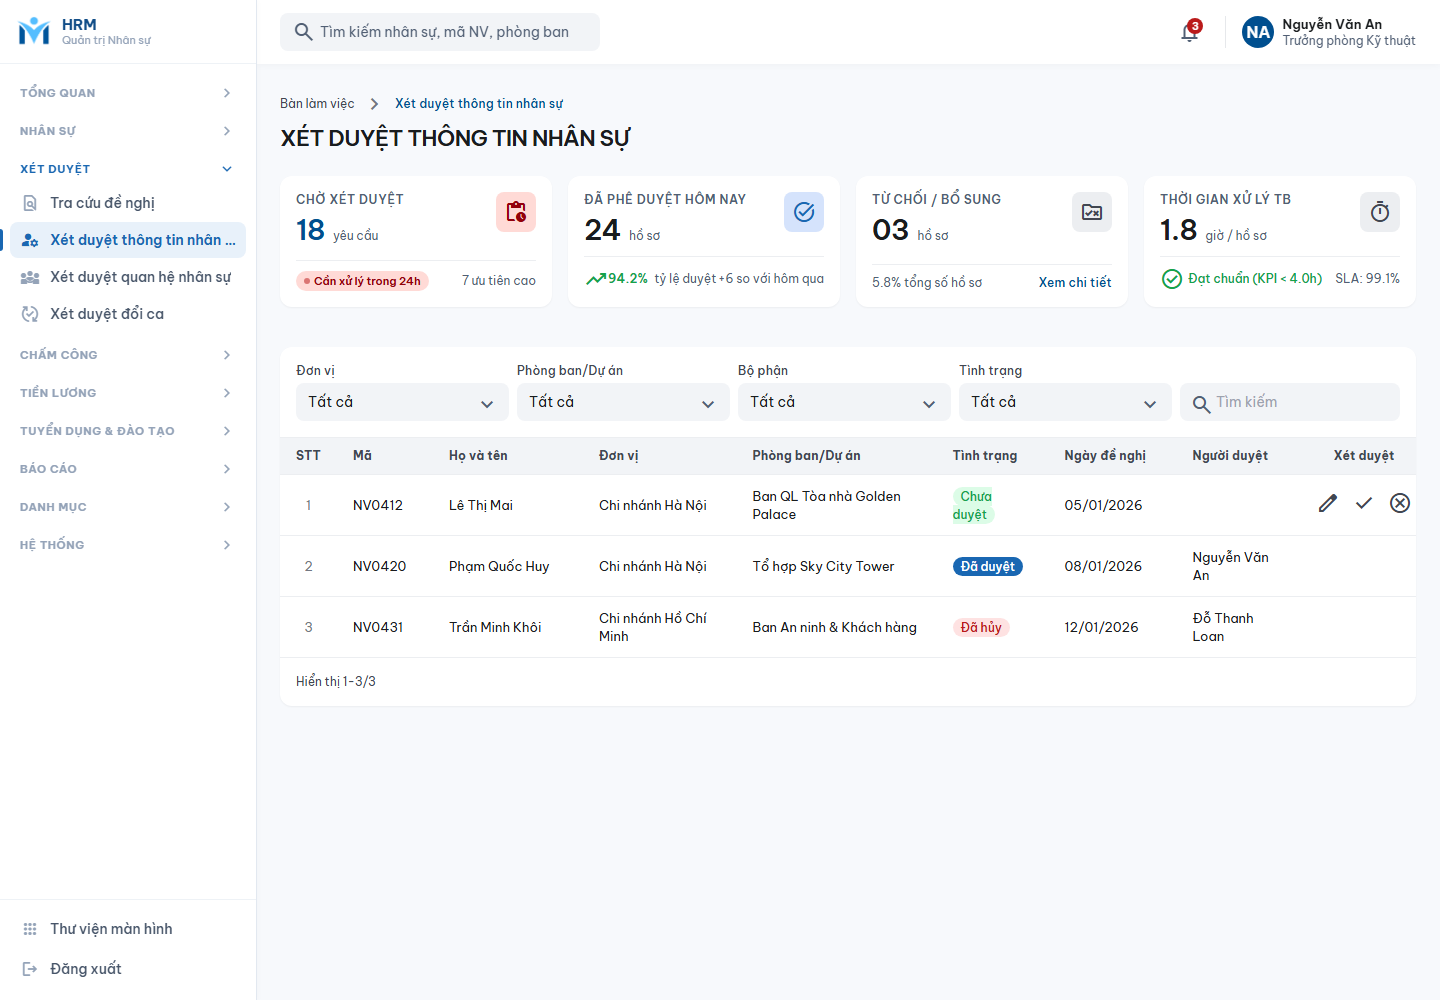 HRM
Quản trị Nhân sự
Tìm kiếm nhân sự, mã NV, phòng ban
3
NA
Nguyễn Văn An
Trưởng phòng Kỹ thuật
TỔNG QUAN
NHÂN SỰ
XÉT DUYỆT
Tra cứu đề nghị
Xét duyệt thông tin nhân ...
Xét duyệt quan hệ nhân sự
Xét duyệt đổi ca
CHẤM CÔNG
TIỀN LƯƠNG
TUYỂN DỤNG & ĐÀO TẠO
BÁO CÁO
DANH MỤC
HỆ THỐNG
Thư viện màn hình
Đăng xuất
Bàn làm việc
Xét duyệt thông tin nhân sự
XÉT DUYỆT THÔNG TIN NHÂN SỰ
CHỜ XÉT DUYỆT
18 yêu cầu
Cần xử lý trong 24h
7 ưu tiên cao
ĐÃ PHÊ DUYỆT HÔM NAY
24 hồ sơ
94.2% tỷ lệ duyệt +6 so với hôm qua
TỪ CHỐI / BỔ SUNG
03 hồ sơ
5.8% tổng số hồ sơ
Xem chi tiết
THỜI GIAN XỬ LÝ TB
1.8 giờ / hồ sơ
Đạt chuẩn (KPI < 4.0h)
SLA: 99.1%
Đơn vị
Phòng ban/Dự án
Bộ phận
Tình trạng
Tất cả
Tất cả
Tất cả
Tất cả
Tìm kiếm
STT Mã Họ và tên Đơn vị Phòng ban/Dự án Tình trạng Ngày đề nghị Người duyệt Xét duyệt
1 NV0412 Lê Thị Mai Chi nhánh Hà Nội
Ban QL Tòa nhà Golden
Palace
Chưa
duyệt
05/01/2026
2 NV0420 Phạm Quốc Huy Chi nhánh Hà Nội Tổ hợp Sky City Tower Đã duyệt 08/01/2026
Nguyễn Văn
An
3 NV0431 Trần Minh Khôi
Chi nhánh Hồ Chí
Minh
Ban An ninh & Khách hàng Đã hủy 12/01/2026
Đỗ Thanh
Loan
Hiển thị 1-3/3